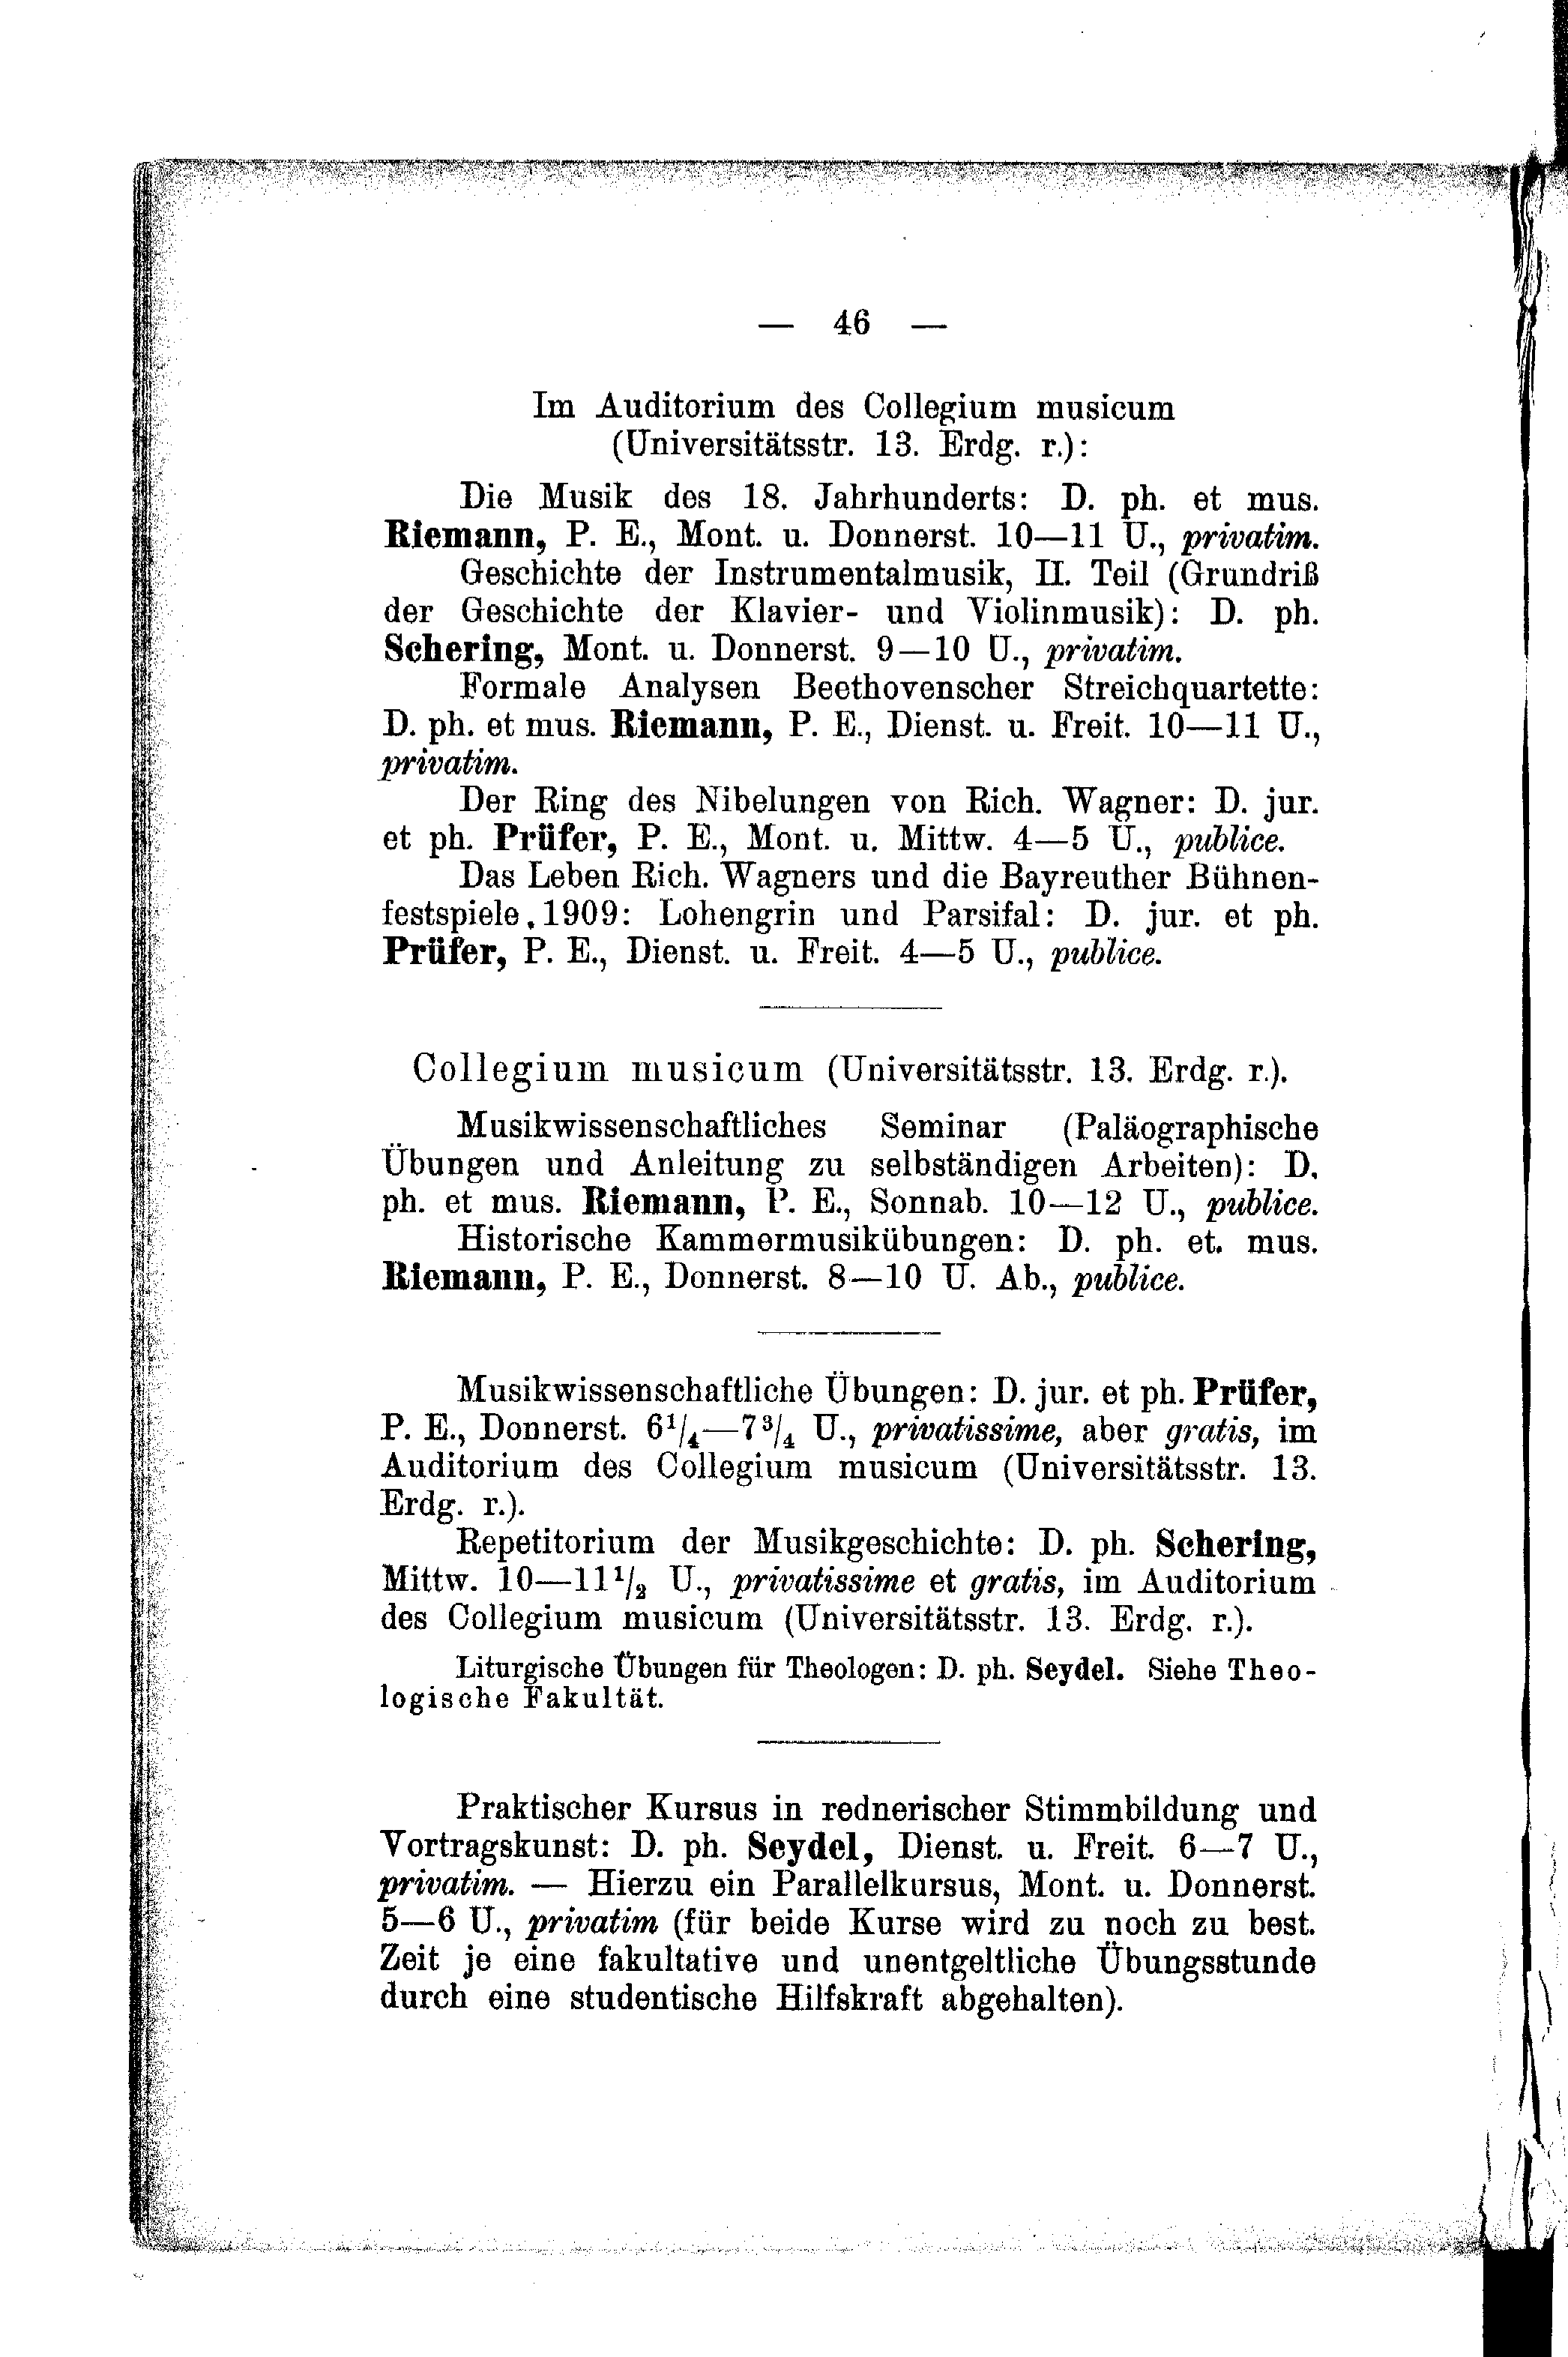 — 46 —
Im Auditorium des Collegium musicum
(Universitätsstr. 13. Erdg. r.):
Die Musik des 18. Jahrhunderts: D. ph. et mus.
Riemann, P. E., Mont. u. Donnerst. 10—11 U., privatim.
Geschichte der Instrumentalmusik, II. Teil (Grundriß
der Geschichte der Klavier- und Violinmusik): D. ph.
Schering, Mont. u. Donnerst. 9—10 U., privatim.
Formale Analysen Beethovenscher Streichquartette:
D. ph. et mus. Riemann, P. E., Dienst. u. Freit. 10—11 U.,
privatim.
Der Ring des Nibelungen von Rich. Wagner: D. jur.
et ph. Prüfer, P. E., Mont. u. Mittw. 4—5 U., publice.
Das Leben Rich. Wagners und die Bayreuther Bühnen-
festspiele.1909: Lohengrin und Parsifal: D. jur. et ph.
Prüfer, P. E., Dienst. u. Freit. 4—5 U., publice.
Collegium musicum (Universitätsstr. 13. Erdg. r.).
Musikwissenschaftliches Seminar (Paläographische
Übungen und Anleitung zu selbständigen Arbeiten): D.
ph. et mus. Riemann, P. E., Sonnab. 10—12 U., publice.
Historische Kammermusikübungen: D. ph. et. mus.
Riemann, P. E., Donnerst. 8—10 U. Ab., publice.
Musikwissenschaftliche Übungen: D. jur. et ph. Prüfer,
P. E., Donnerst. 6¹/₄—7³/₄ U., privatissime, aber gratis, im
Auditorium des Collegium musicum (Universitätsstr. 13.
Erdg. r.).
Repetitorium der Musikgeschichte: D. ph. Schering,
Mittw. 10—11¹/₂ U., privatissime et gratis, im Auditorium
des Collegium musicum (Universitätsstr. 13. Erdg. r.).
Liturgische Übungen für Theologen: D. ph. Seydel. Siehe Theo-
logische Fakultät.
Praktischer Kursus in rednerischer Stimmbildung und
Vortragskunst: D. ph. Seydel, Dienst. u. Freit. 6—7 U.,
privatim. — Hierzu ein Parallelkursus, Mont. u. Donnerst.
5—6 U., privatim (für beide Kurse wird zu noch zu best.
Zeit je eine fakultative und unentgeltliche Übungsstunde
durch eine studentische Hilfskraft abgehalten).